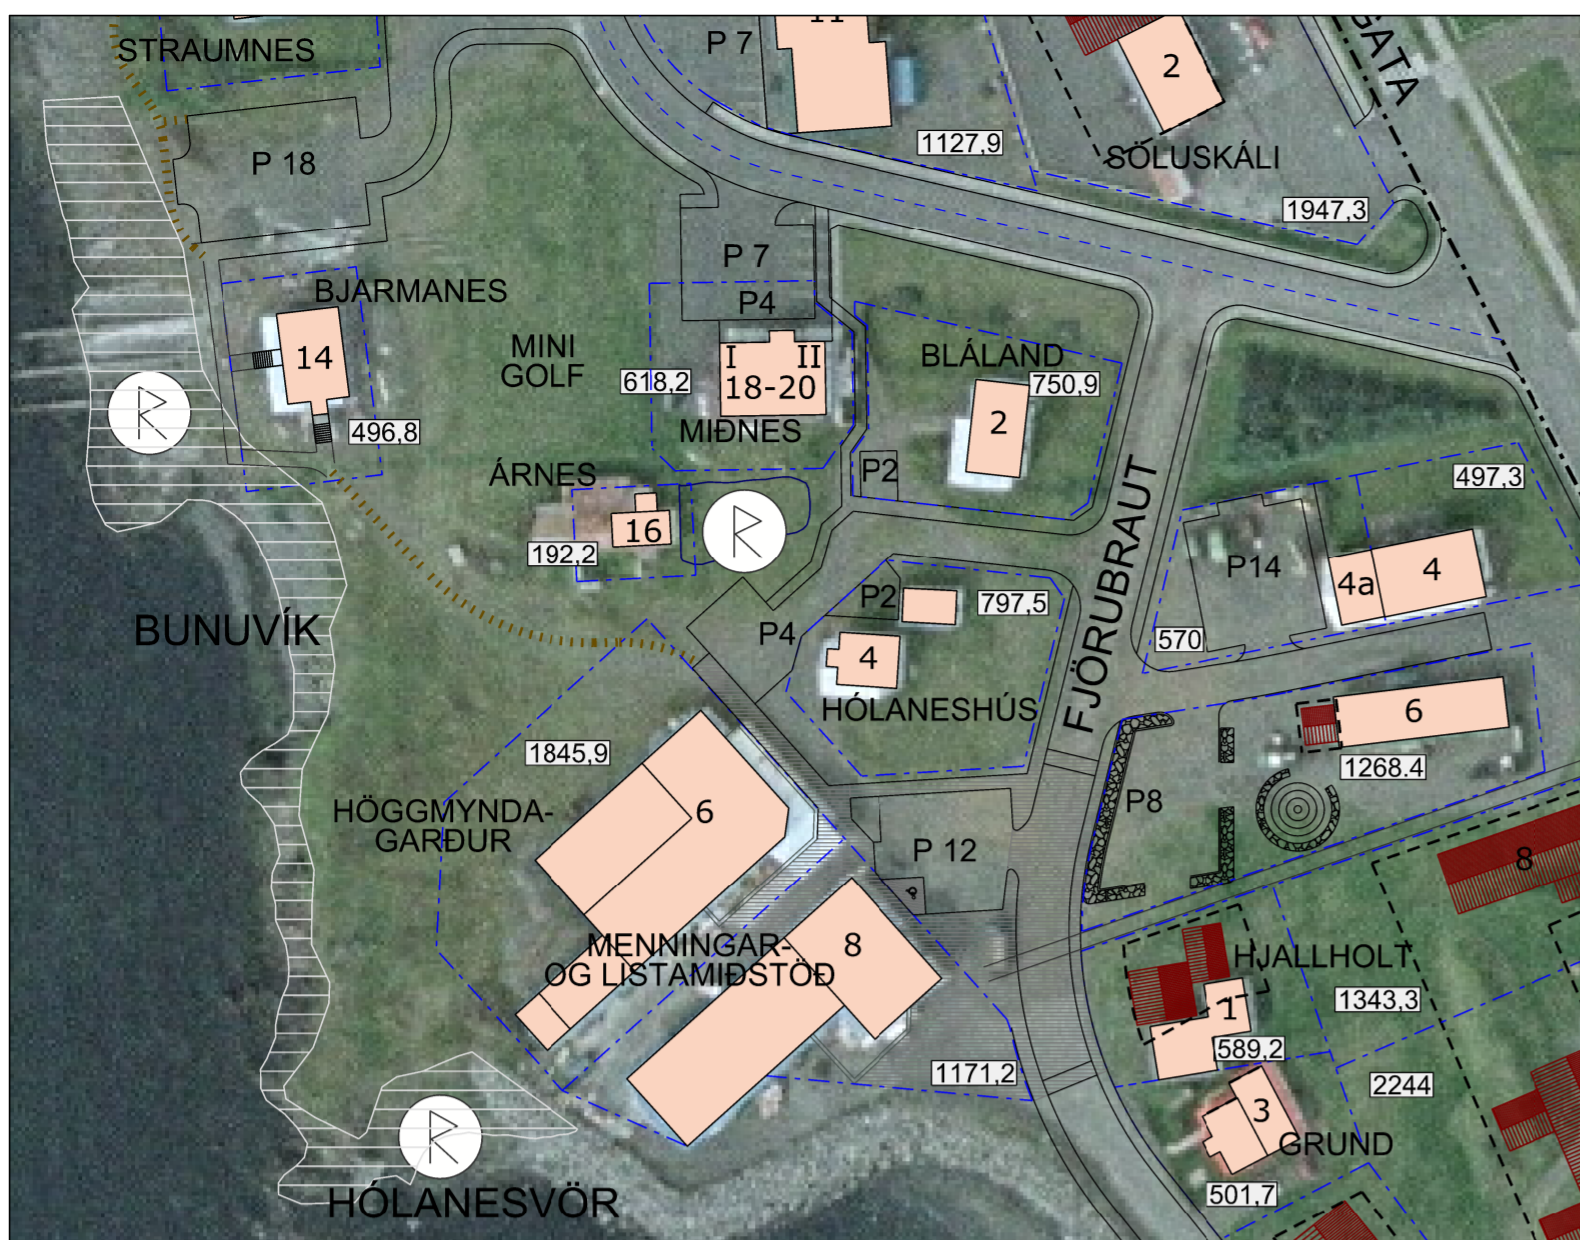 11
P 7
2
GATA
STRAUMNES
1127,9
SÖLUSKÁLI
P 18
1947,3
P 7
P4
BJARMANES
14
MINI
GOLF
I II
18-20
618,2
MIÐNES
BLÁLAND
750,9
2
496,8
P2
ÁRNES
16
192,2
R
R
497,3
P14
4a
4
570
FJÖRUBRAUT
BUNUVÍK
P2
797,5
P4
4
HÓLANESHÚS
6
1268.4
1845,9
HÖGGMYNDA-
GARÐUR
6
P8
P 12
8
MENNINGAR-
OG LISTAMIÐSTÖÐ
8
HJALLHOLT
1343,3
1
589,2
1171,2
2244
3
GRUND
501,7
R
HÓLANESVÖR